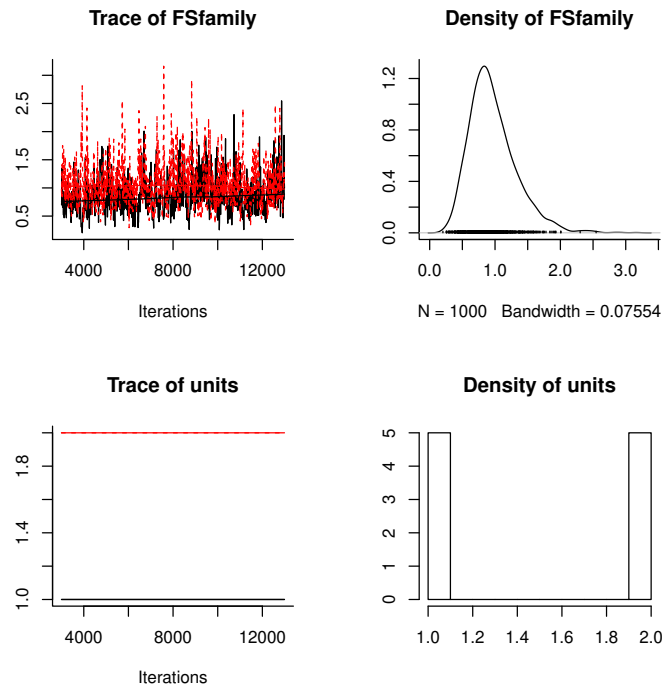 Trace of FSfamily
0.5 1.5 2.5
4000 8000 12000
Iterations
Density of FSfamily
0.0 0.4 0.8 1.2
0.0 1.0 2.0 3.0
N = 1000 Bandwidth = 0.07554
Trace of units
1.0 1.4 1.8
4000 8000 12000
Iterations
Density of units
0 1 2 3 4 5
1.0 1.2 1.4 1.6 1.8 2.0